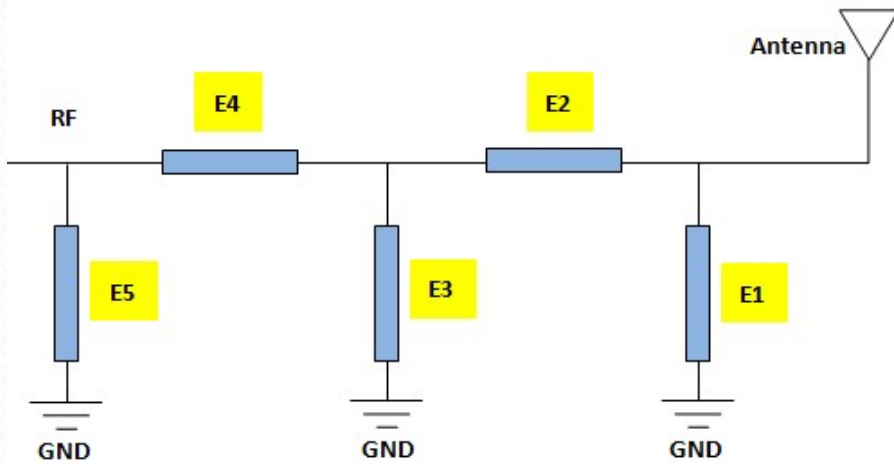 Antenna
E4
E2
RF
E5
E3
E1
GND
GND
GND